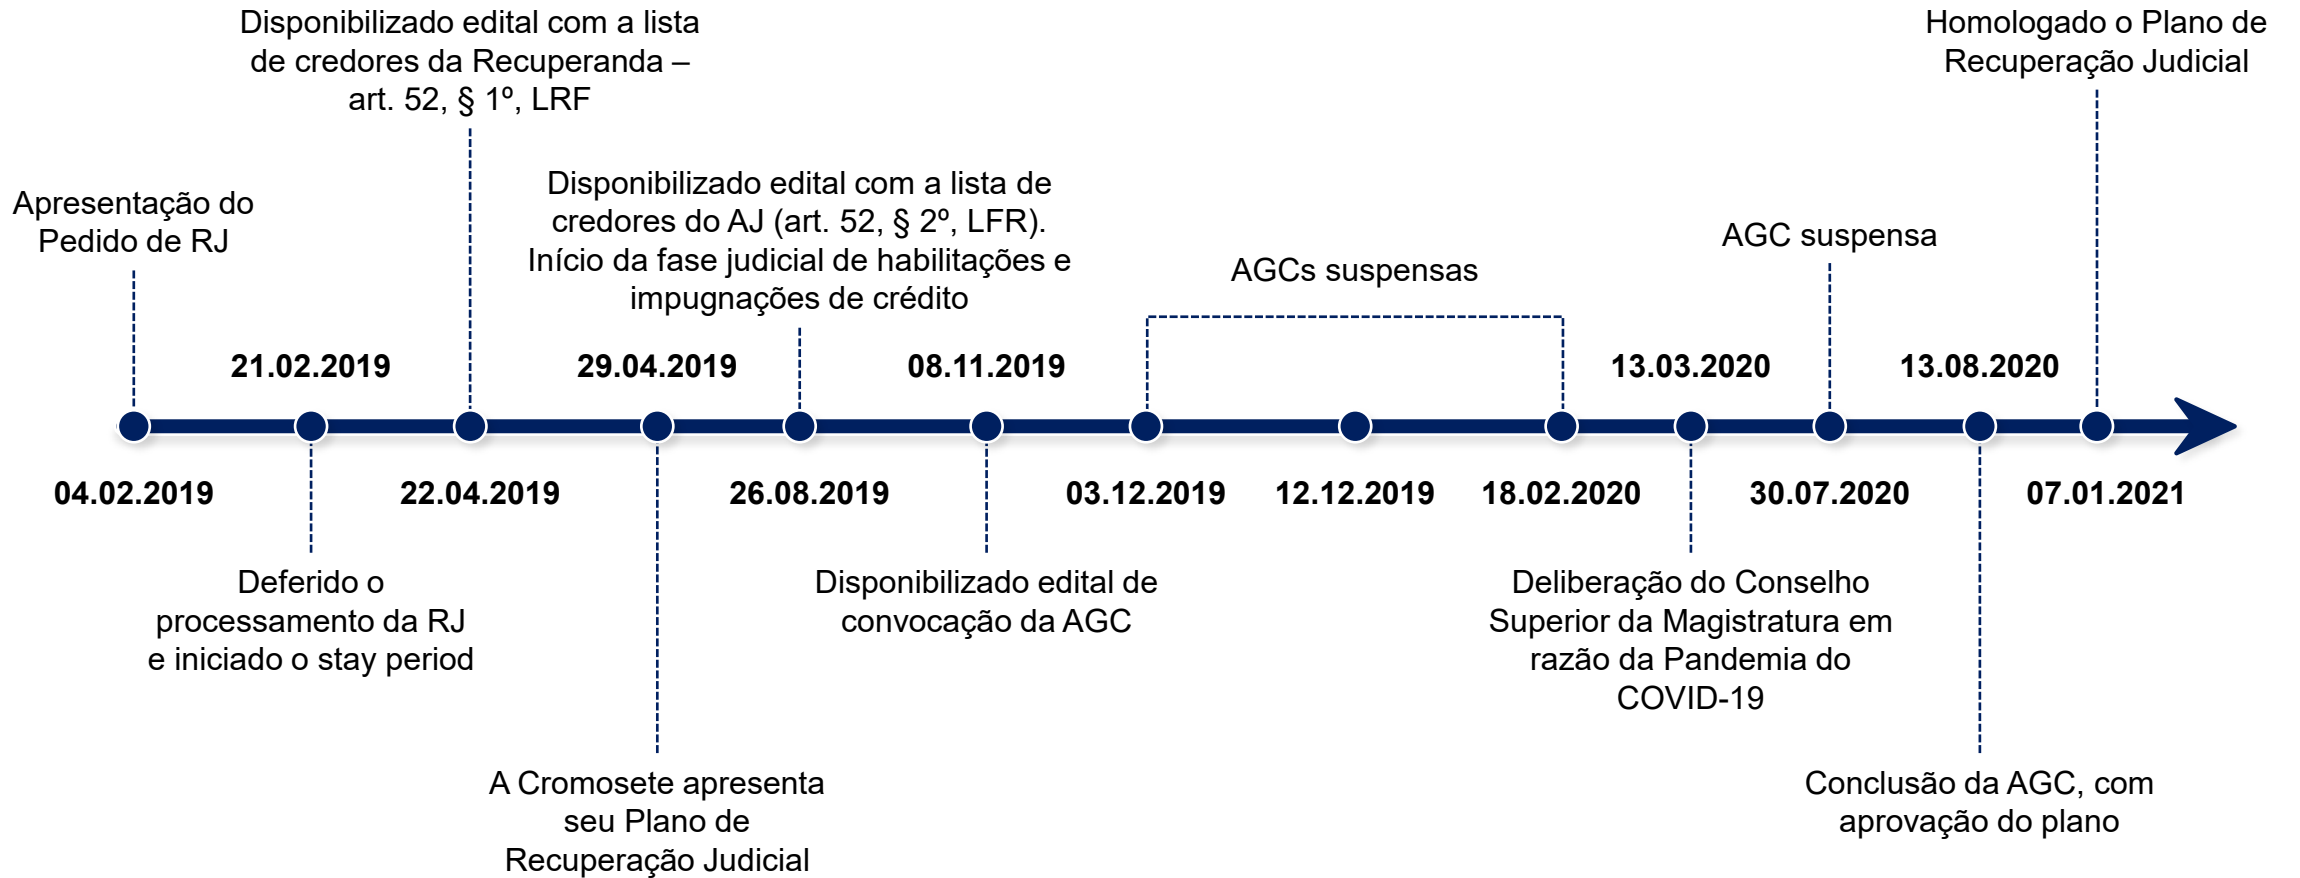 Disponibilizado edital com a lista
de credores da Recuperanda –
art. 52, § 1º, LRF
Homologado o Plano de
Recuperação Judicial
Apresentação do
Pedido de RJ
Disponibilizado edital com a lista de
credores do AJ (art. 52, § 2º, LFR).
Início da fase judicial de habilitações e
impugnações de crédito
AGCs suspensas
AGC suspensa
21.02.2019
29.04.2019
08.11.2019
13.03.2020
13.08.2020
04.02.2019
22.04.2019
26.08.2019
03.12.2019
12.12.2019
18.02.2020
30.07.2020
07.01.2021
Deferido o
processamento da RJ
e iniciado o stay period
Disponibilizado edital de
convocação da AGC
Deliberação do Conselho
Superior da Magistratura em
razão da Pandemia do
COVID-19
A Cromosete apresenta
seu Plano de
Recuperação Judicial
Conclusão da AGC, com
aprovação do plano